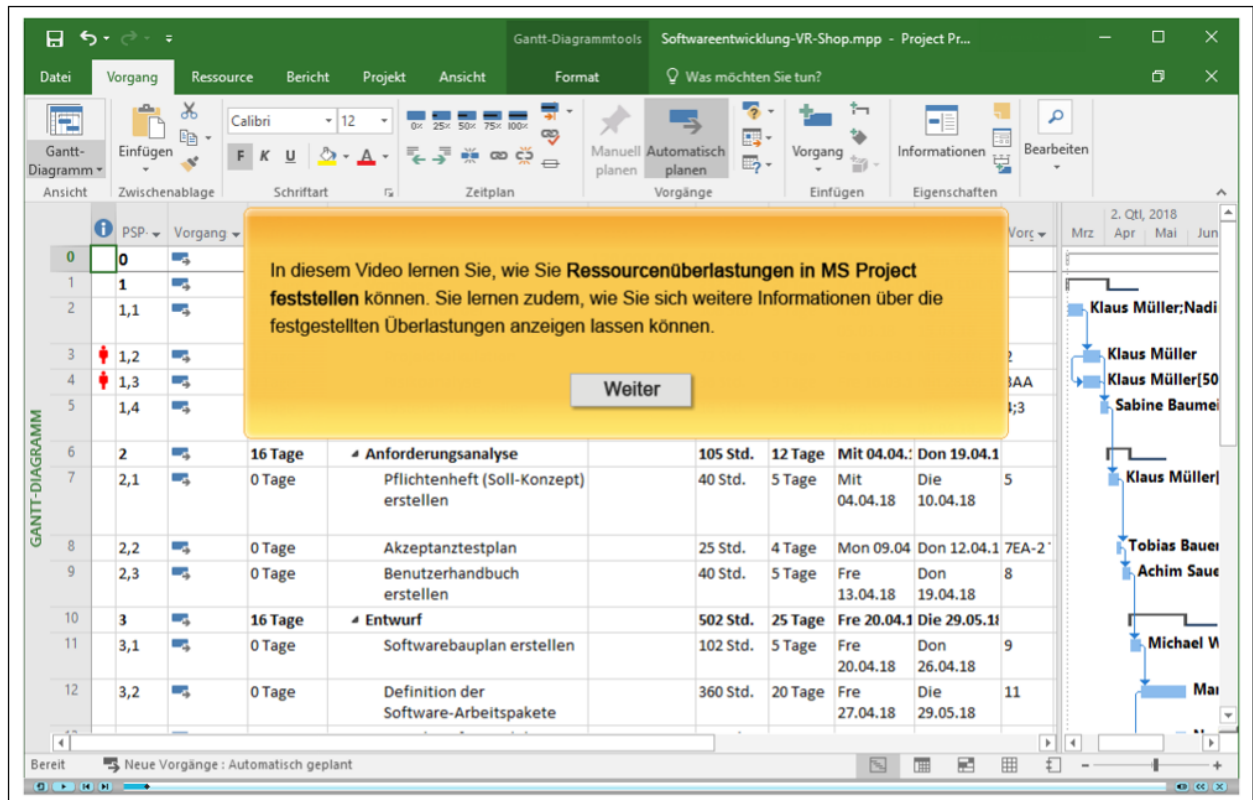 Gantt-Diagrammtools Softwareentwicklung-VR-Shop.mpp - Project Pr...
Datei Vorgang Ressource Bericht Projekt Ansicht Format Was möchten Sie tun?
Calibri 12 0% 25% 50% 75% 100%
F K U
Gantt-Diagramm Einfügen Manuell planen Automatisch planen Vorgang Informationen Bearbeiten
Ansicht Zwischenablage Schriftart Zeitplan Vorgänge Einfügen Eigenschaften
PSP- Vorgang Vorg Mrz Apr Mai Jun
2. Qtl, 2018
In diesem Video lernen Sie, wie Sie Ressourcenüberlastungen in MS Project
feststellen können. Sie lernen zudem, wie Sie sich weitere Informationen über die
festgestellten Überlastungen anzeigen lassen können.
Weiter
0 0
1 1
2 1,1 Klaus Müller;Nadi
3 1,2 2 Klaus Müller
4 1,3 3AA Klaus Müller[50
5 1,4 4;3 Sabine Baumei
GANTT-DIAGRAMM
6 2 16 Tage Anforderungsanalyse 105 Std. 12 Tage Mit 04.04.1 Don 19.04.1
7 2,1 0 Tage Pflichtenheft (Soll-Konzept) 40 Std. 5 Tage Mit Die 5 Klaus Müller[
erstellen 04.04.18 10.04.18
8 2,2 0 Tage Akzeptanztestplan 25 Std. 4 Tage Mon 09.04 Don 12.04.1 7EA-2 Tobias Bauer
9 2,3 0 Tage Benutzerhandbuch 40 Std. 5 Tage Fre Don 8 Achim Saue
erstellen 13.04.18 19.04.18
10 3 16 Tage Entwurf 502 Std. 25 Tage Fre 20.04.1 Die 29.05.18
11 3,1 0 Tage Softwarebauplan erstellen 102 Std. 5 Tage Fre Don 9 Michael W
20.04.18 26.04.18
12 3,2 0 Tage Definition der 360 Std. 20 Tage Fre Die 11 Mar
Software-Arbeitspakete 27.04.18 29.05.18
Bereit Neue Vorgänge : Automatisch geplant